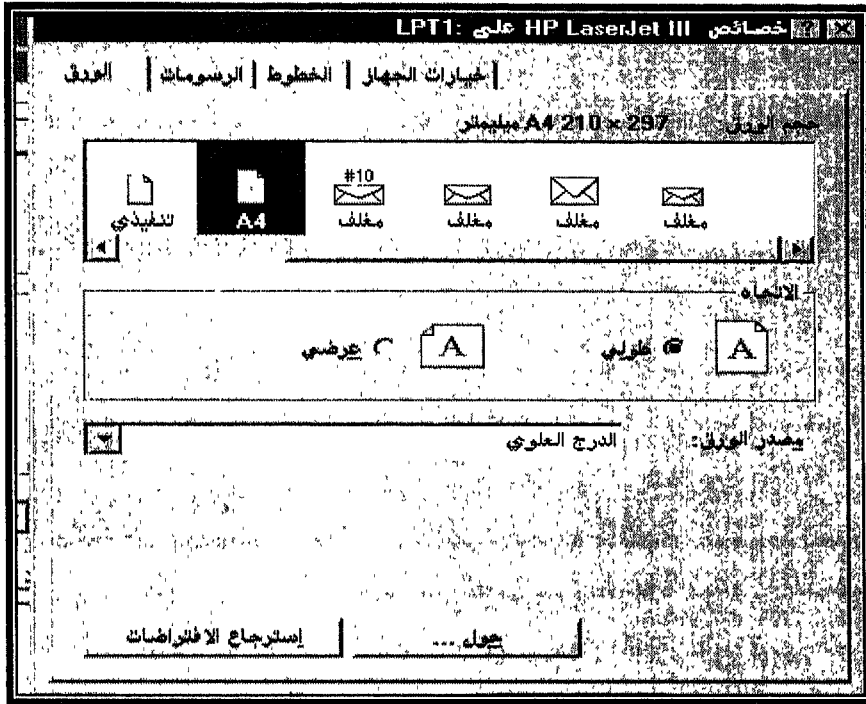 خصائص HP LaserJet III على :LPT1
الورق
الرسومات
الخطوط
خيارات الجهاز
حجم الورق: A4 210 × 297 ميليمتر
#10
تنفيذي
A4
مغلف
مغلف
مغلف
مغلف
الاتجاه
A
طولي
A
عرضي
مصدر الورق:
الدرج العلوي
حول ...
إسترجاع الافتراضات